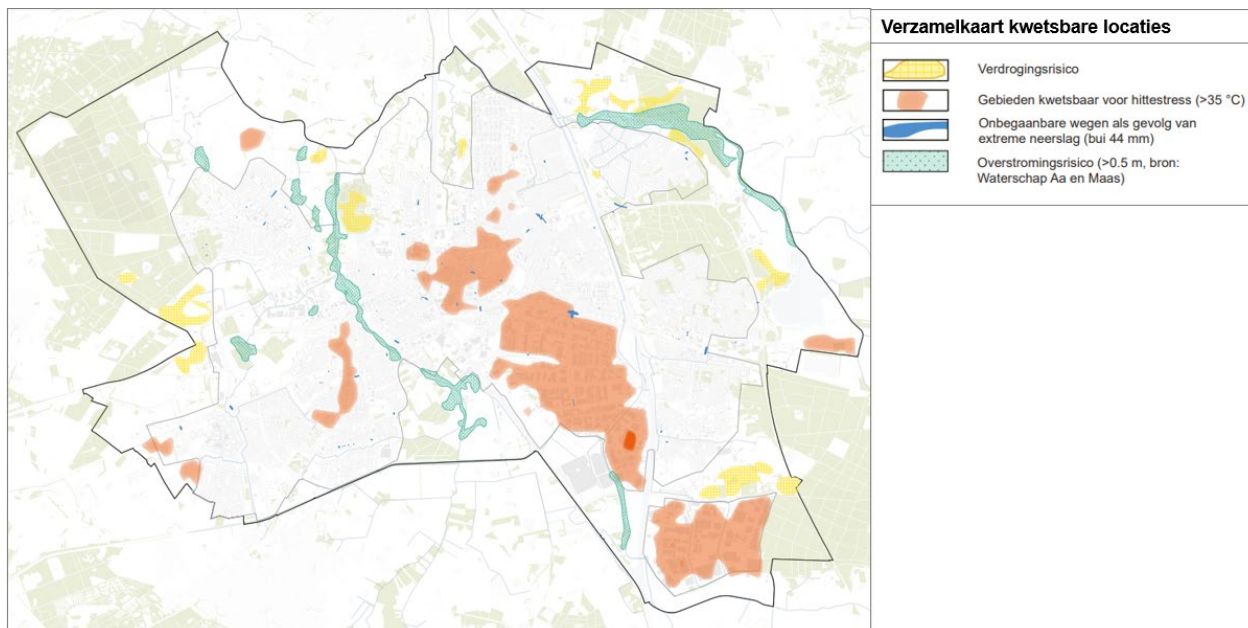 Verzamelkaart kwetsbare locaties
Verdrogingsrisico
Gebieden kwetsbaar voor hittestress (>35 °C)
Onbegaanbare wegen als gevolg van
extreme neerslag (bui 44 mm)
Overstromingsrisico (>0.5 m, bron:
Waterschap Aa en Maas)